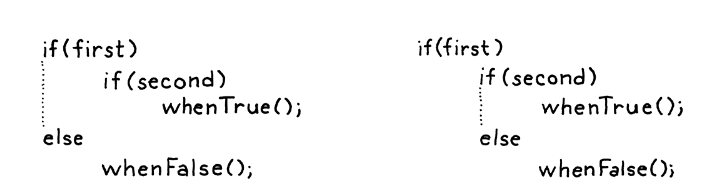 if(first)
if(second)
whenTrue();
else
whenFalse();
if(first)
if(second)
whenTrue();
else
whenFalse();